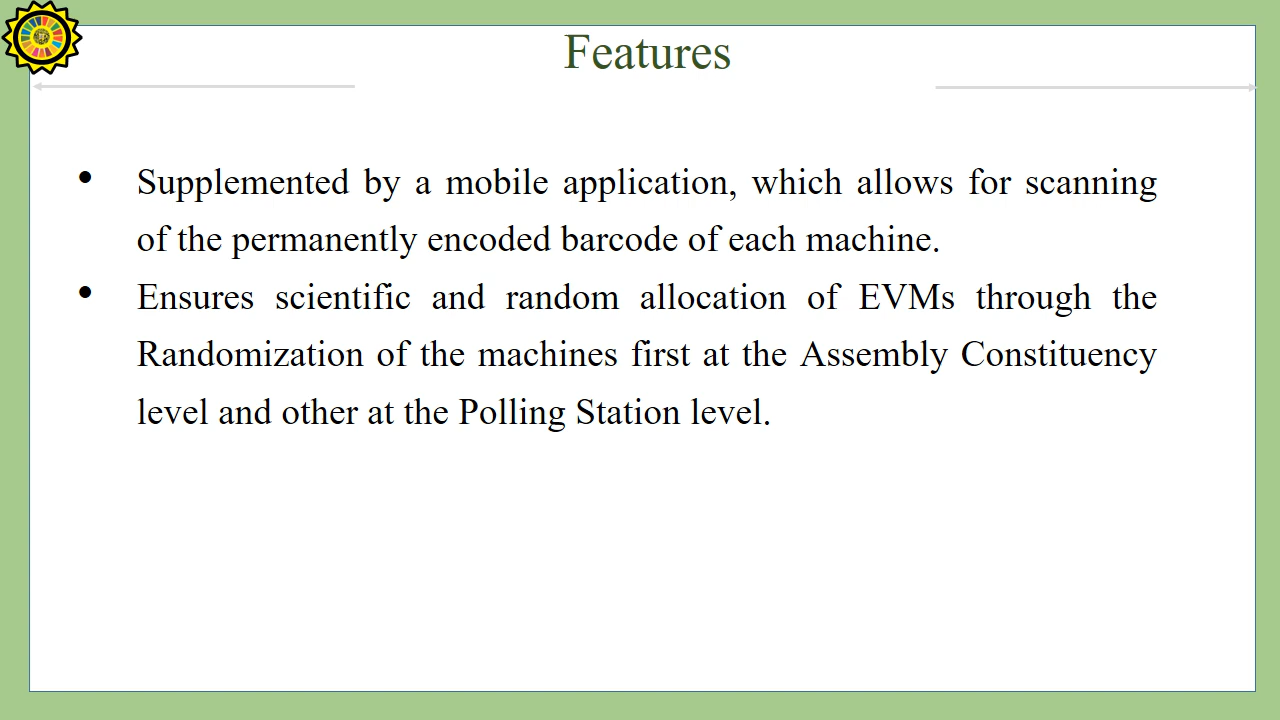 Features
• Supplemented by a mobile application, which allows for scanning
of the permanently encoded barcode of each machine.
• Ensures scientific and random allocation of EVMs through the
Randomization of the machines first at the Assembly Constituency
level and other at the Polling Station level.